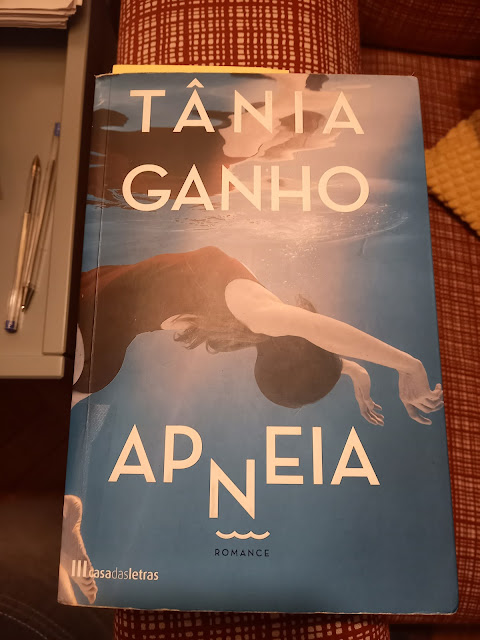 TÂNIA
GANHO
APNEIA
ROMANCE
casadasletras